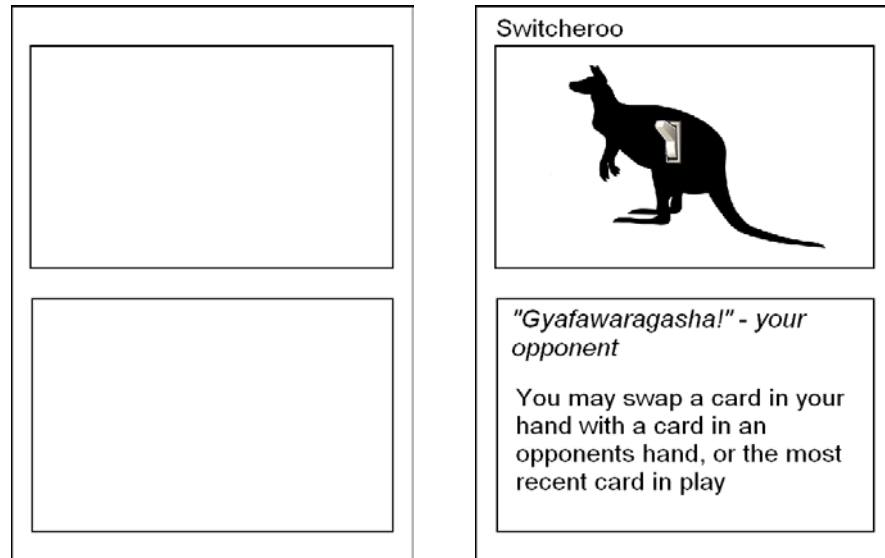 Switcheroo
"Gyafawaragasha!" - your
opponent
You may swap a card in your
hand with a card in an
opponents hand, or the most
recent card in play